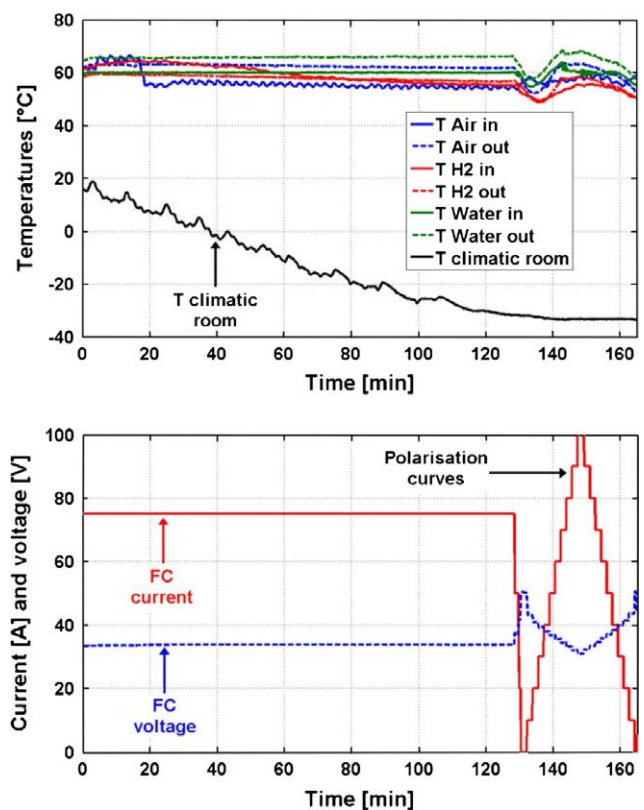 Temperatures [°C]
80
60
40
20
0
-20
-40
T Air in
T Air out
T H2 in
T H2 out
T Water in
T Water out
T climatic room
T climatic
room
0 20 40 60 80 100 120 140 160
Time [min]
Current [A] and voltage [V]
100
80
60
40
20
0
Polarisation
curves
FC
current
FC
voltage
0 20 40 60 80 100 120 140 160
Time [min]